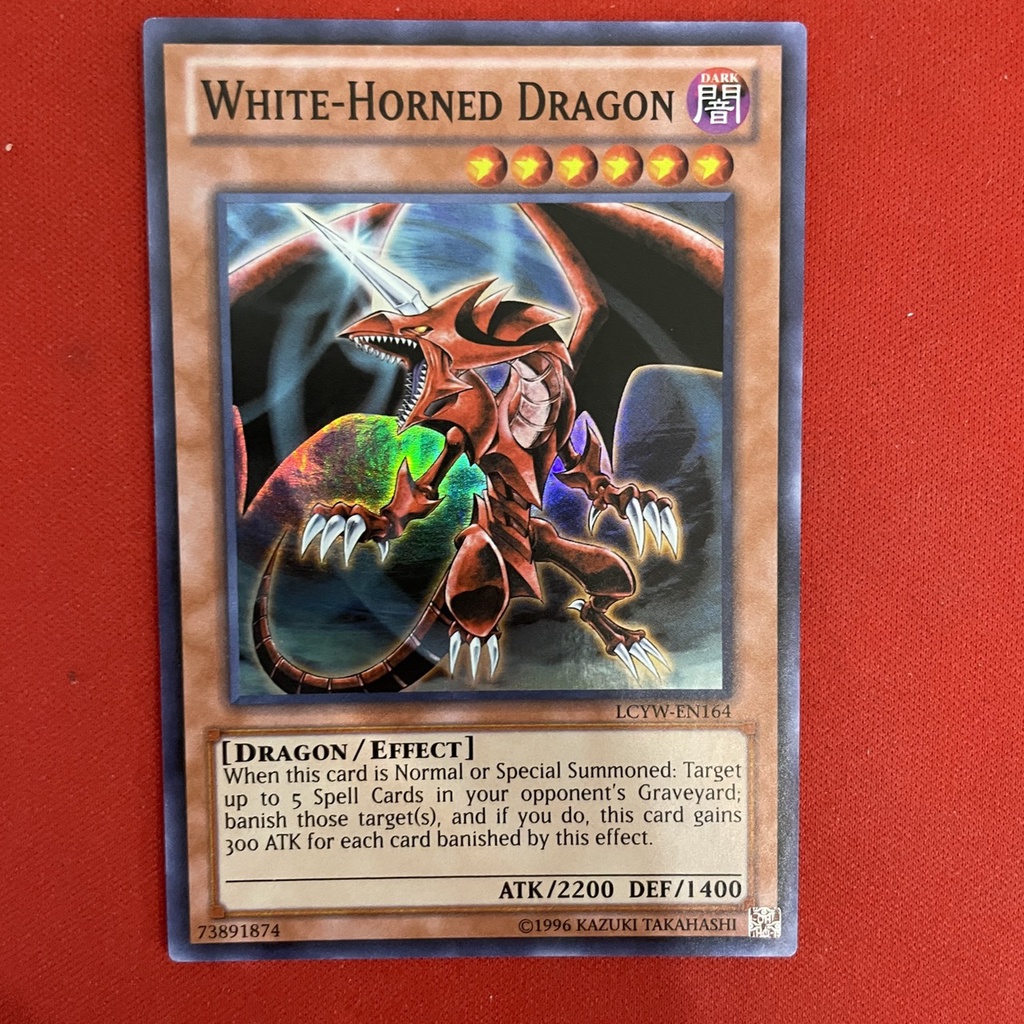 WHITE-HORNED DRAGON
DARK
闇
LCYW-EN164
[DRAGON/EFFECT]
When this card is Normal or Special Summoned: Target
up to 5 Spell Cards in your opponent's Graveyard;
banish those target(s), and if you do, this card gains
300 ATK for each card banished by this effect.
ATK/2200 DEF/1400
73891874
©1996 KAZUKI TAKAHASHI